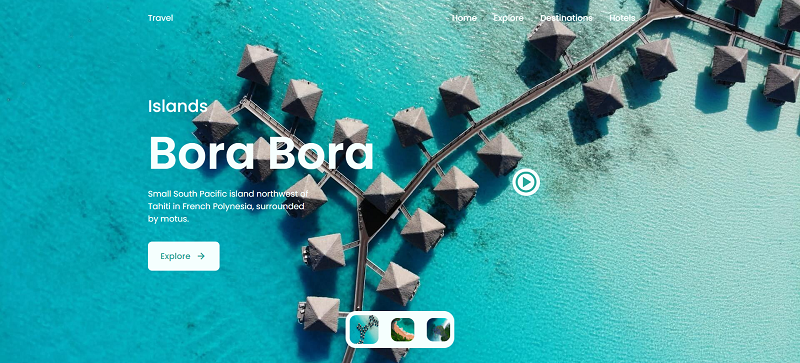 Travel
Home Explore Destinations Hotels
Islands
Bora Bora
Small South Pacific island northwest of
Tahiti in French Polynesia, surrounded
by motus.
Explore